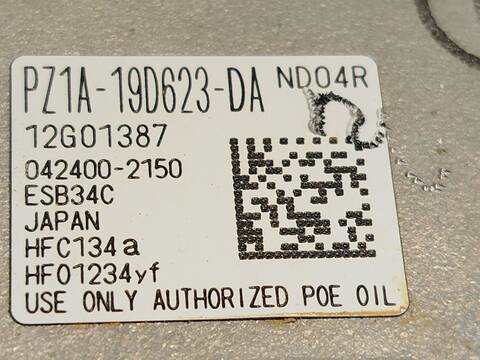 PZ1A-19D623-DA ND04R
12G01387
042400-2150
ESB34C
JAPAN
HFC134a
HFO1234yf
USE ONLY AUTHORIZED POE OIL